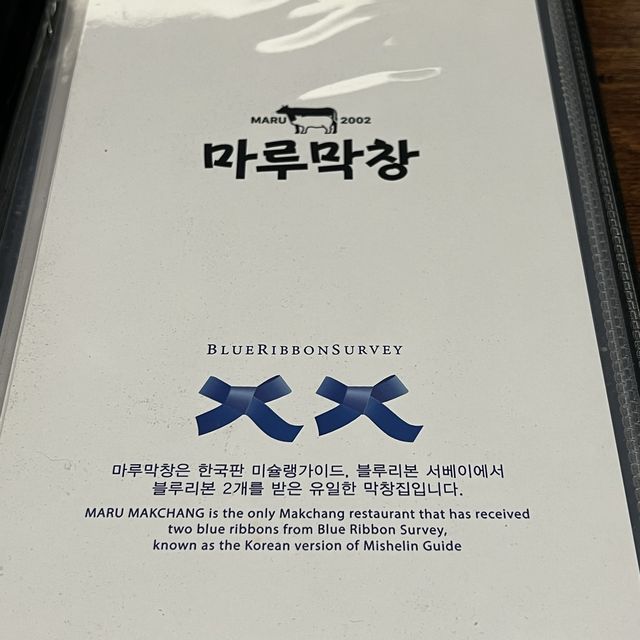 MARU 2002
마루막창
BLUERIBBONSURVEY
마루막창은 한국판 미슐랭가이드, 블루리본 서베이에서
블루리본 2개를 받은 유일한 막창집입니다.
MARU MAKCHANG is the only Makchang restaurant that has received
two blue ribbons from Blue Ribbon Survey,
known as the Korean version of Mishelin Guide